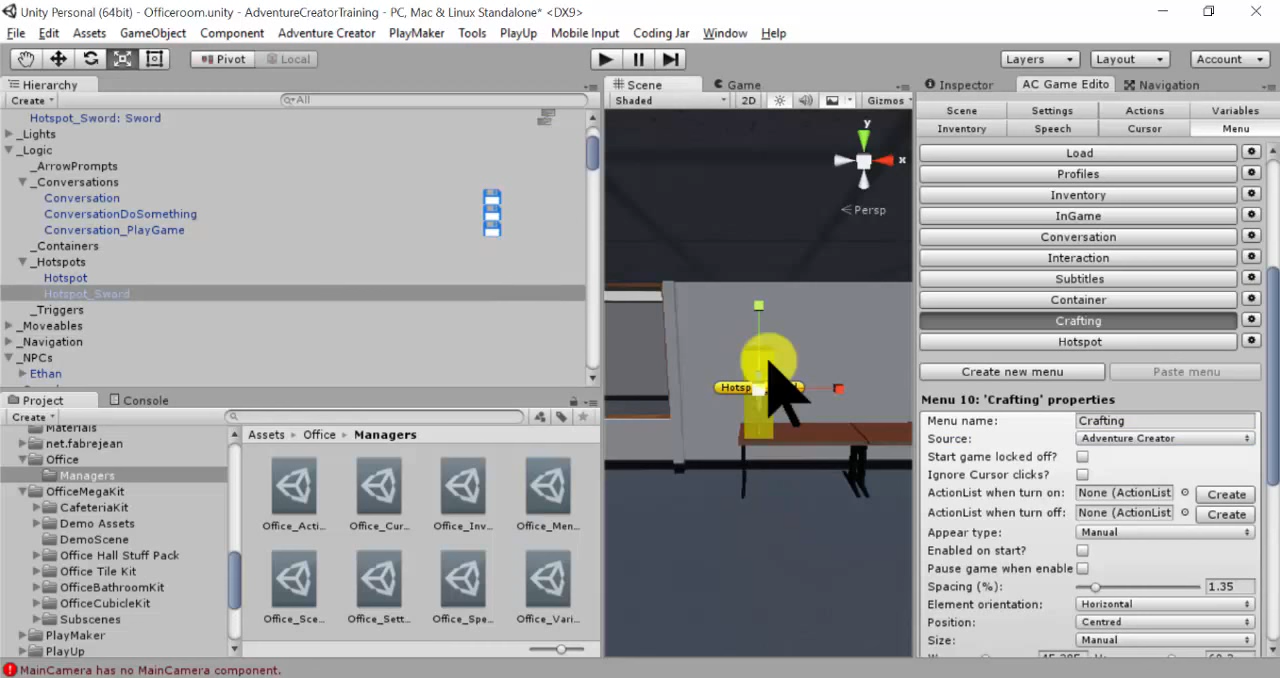 Unity Personal (64bit) - Officeroom.unity - AdventureCreatorTraining - PC, Mac & Linux Standalone* <DX9>
File Edit Assets GameObject Component Adventure Creator PlayMaker Tools PlayUp Mobile Input Coding Jar Window Help
Pivot Local Layers Layout Account
Hierarchy
Create All
Hotspot_Sword: Sword
_Lights
_Logic
_ArrowPrompts
_Conversations
Conversation
ConversationDoSomething
Conversation_PlayGame
_Containers
_Hotspots
Hotspot
Hotspot_Sword
_Triggers
_Moveables
_Navigation
_NPCs
Ethan
Scene Game
Shaded 2D Gizmos
y
x
Persp
Hotsp
Inspector AC Game Edito Navigation
Scene Settings Actions Variables
Inventory Speech Cursor Menu
Load
Profiles
Inventory
InGame
Conversation
Interaction
Subtitles
Container
Crafting
Hotspot
Create new menu Paste menu
Menu 10: 'Crafting' properties
Menu name: Crafting
Source: Adventure Creator
Start game locked off?
Ignore Cursor clicks?
ActionList when turn on: None (ActionList Create
ActionList when turn off: None (ActionList Create
Appear type: Manual
Enabled on start?
Pause game when enable
Spacing (%): 1.35
Element orientation: Horizontal
Position: Centred
Size: Manual
Project Console
Create
Materials
net.fabrejean
Office
Managers
OfficeMegaKit
CafeteriaKit
Demo Assets
DemoScene
Office Hall Stuff Pack
Office Tile Kit
OfficeBathroomKit
OfficeCubicleKit
Subscenes
PlayMaker
PlayUp
Assets Office Managers
Office_Acti... Office_Cur... Office_Inv... Office_Men...
Office_Sce... Office_Sett... Office_Spe... Office_Vari...
MainCamera has no MainCamera component.